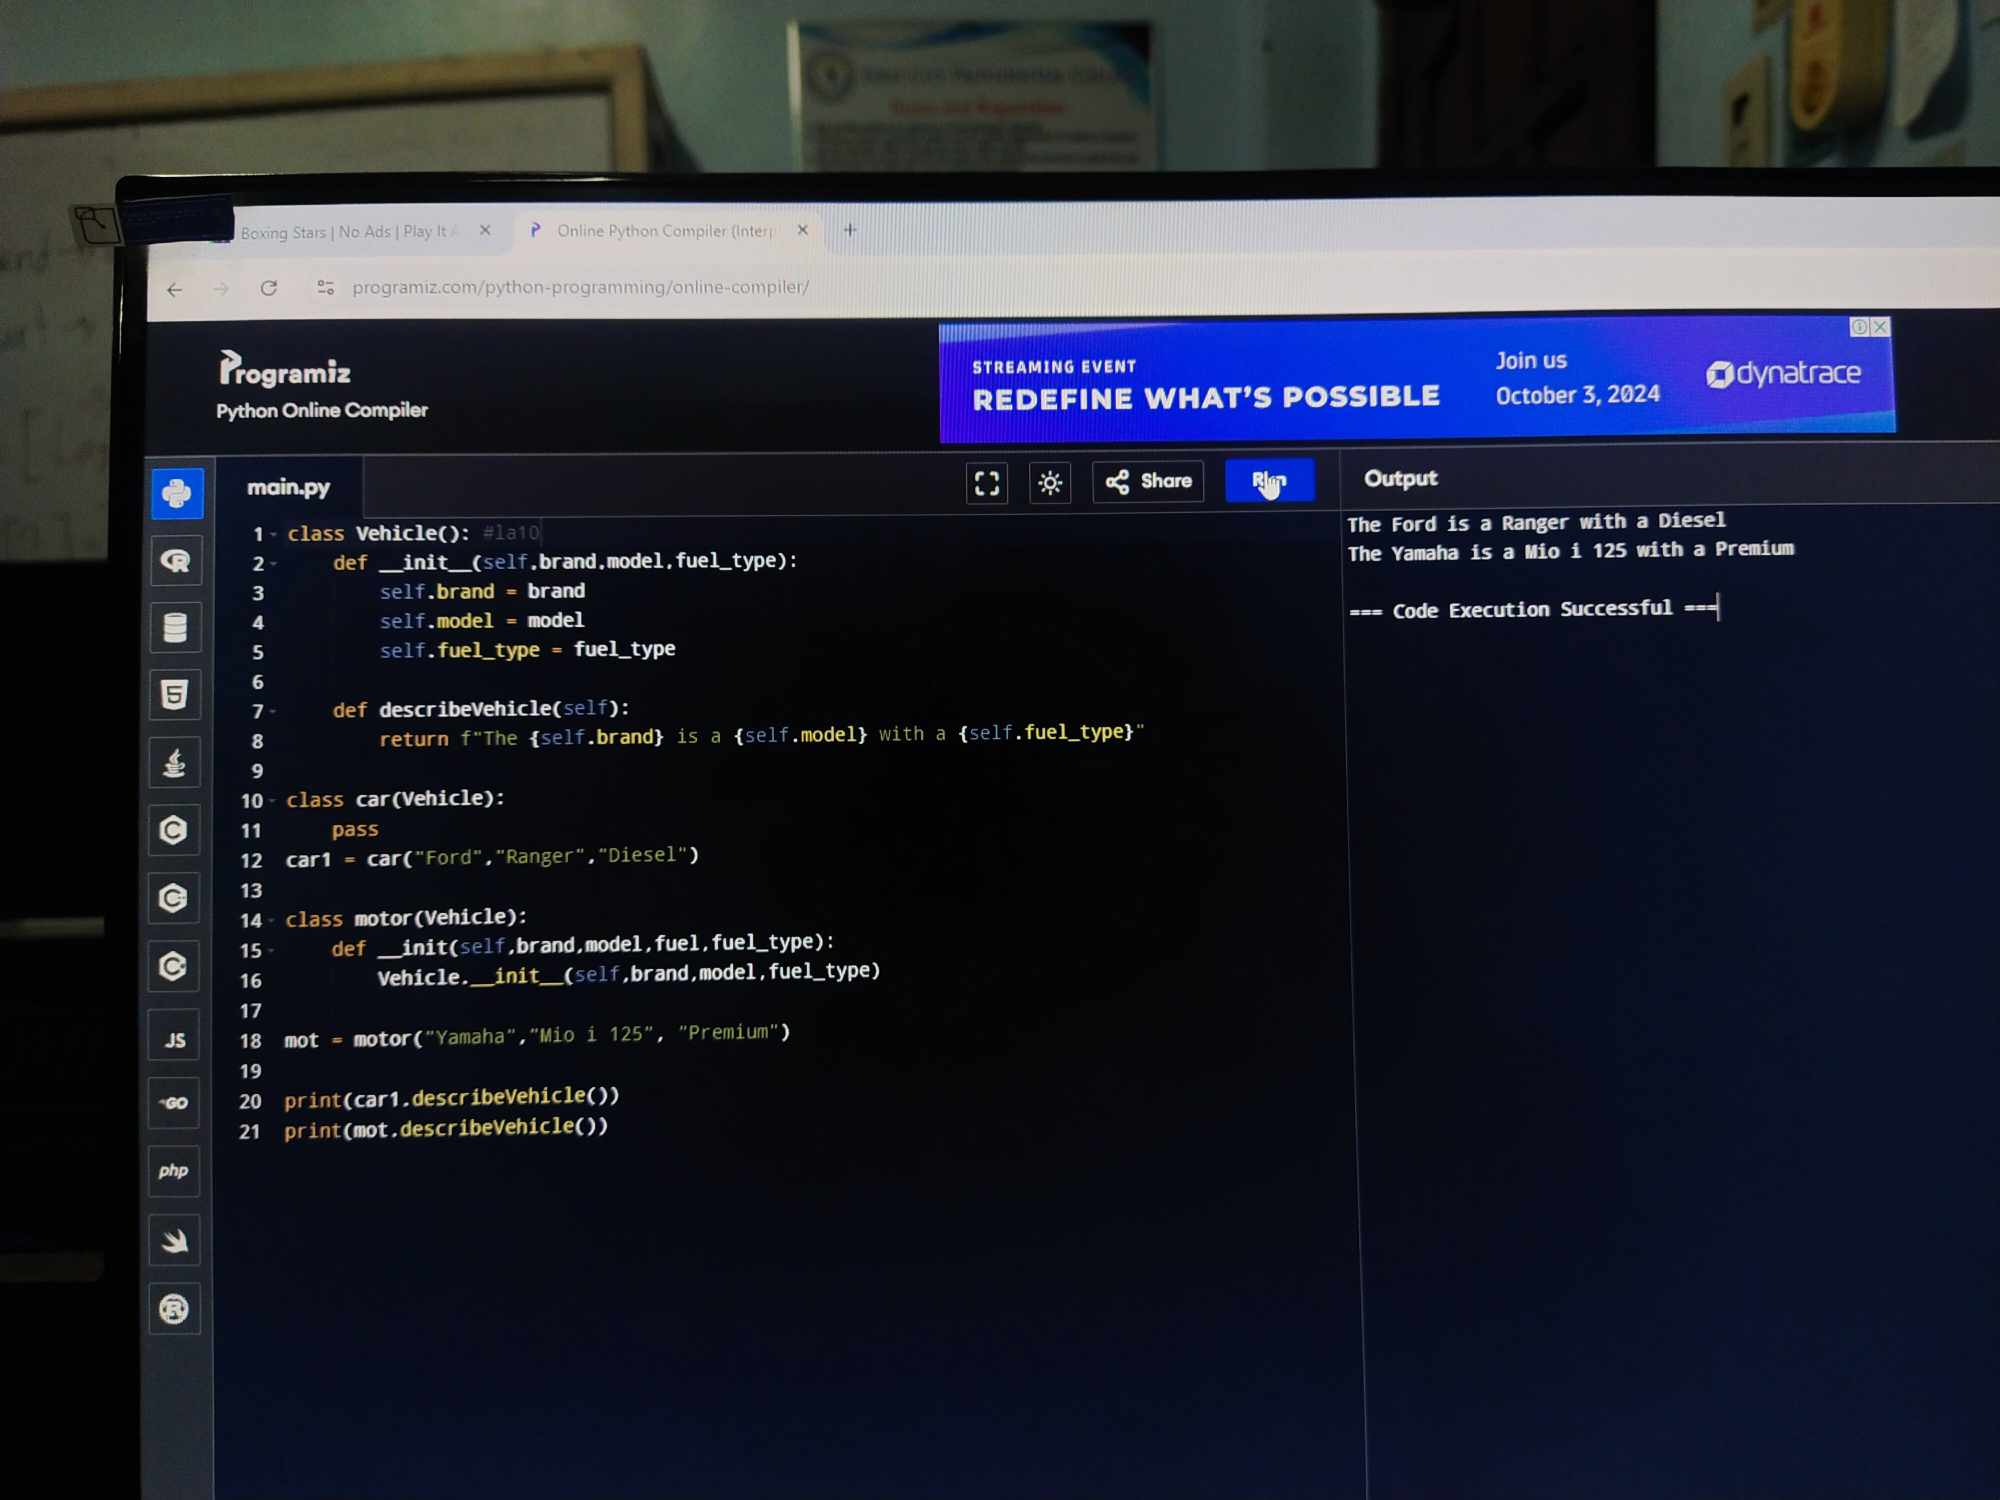 Boxing Stars | No Ads | Play It
Online Python Compiler (Interp
programiz.com/python-programming/online-compiler/
Programiz
Python Online Compiler
STREAMING EVENT
REDEFINE WHAT'S POSSIBLE
Join us
October 3, 2024
dynatrace
main.py
Share
Run
Output
1 class Vehicle(): #la10
2 def __init__(self,brand,model,fuel_type):
3 self.brand = brand
4 self.model = model
5 self.fuel_type = fuel_type
6
7 def describeVehicle(self):
8 return f"The {self.brand} is a {self.model} with a {self.fuel_type}"
9
10 class car(Vehicle):
11 pass
12 car1 = car("Ford","Ranger","Diesel")
13
14 class motor(Vehicle):
15 def __init(self,brand,model,fuel,fuel_type):
16 Vehicle.__init__(self,brand,model,fuel_type)
17
18 mot = motor("Yamaha","Mio i 125", "Premium")
19
20 print(car1.describeVehicle())
21 print(mot.describeVehicle())
The Ford is a Ranger with a Diesel
The Yamaha is a Mio i 125 with a Premium
=== Code Execution Successful ===
R
5
C
C
C
JS
GO
php
R